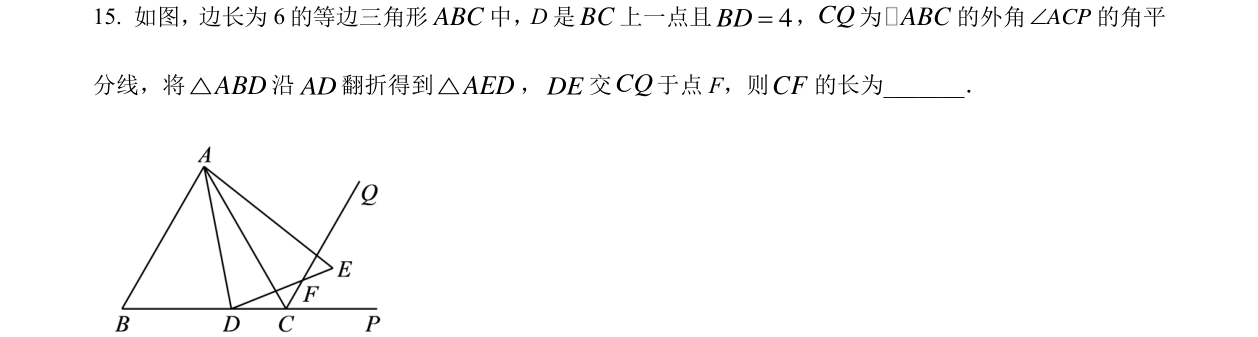 15. 如图，边长为 6 的等边三角形 ABC 中，D 是 BC 上一点且 BD = 4，CQ 为□ABC 的外角 ∠ACP 的角平
分线，将 △ABD 沿 AD 翻折得到 △AED，DE 交 CQ 于点 F，则 CF 的长为_______．
A
Q
E
F
B D C P